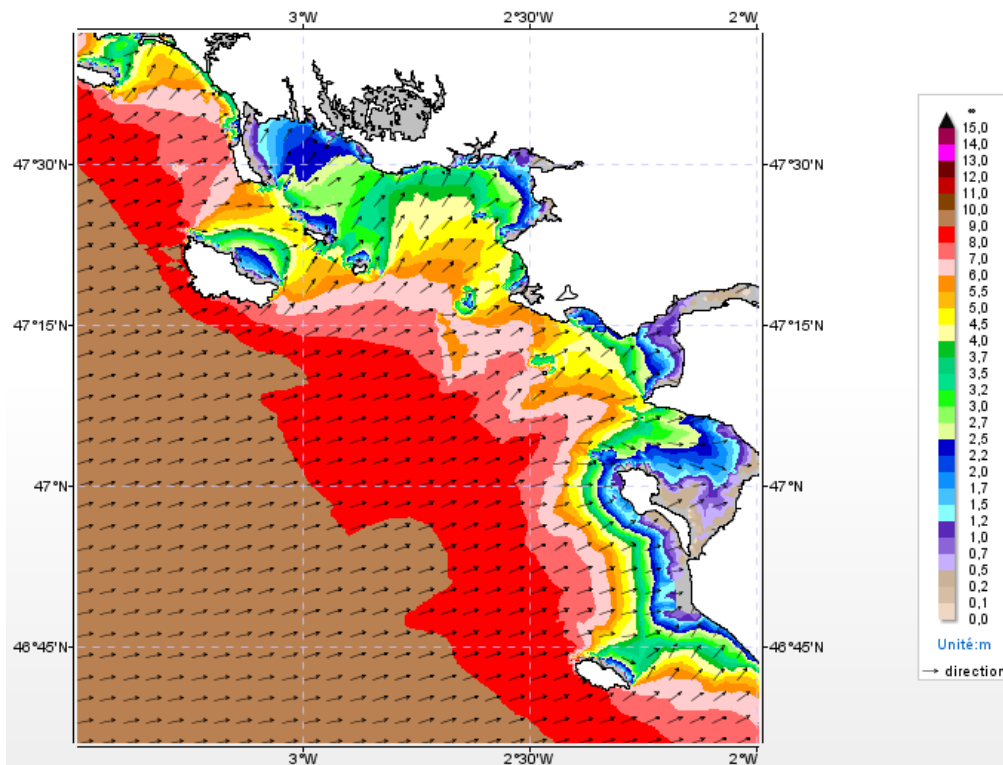 3°W 2°30'W 2°W
47°30'N
47°15'N
47°N
46°45'N
3°W 2°30'W 2°W
∞
15,0
14,0
13,0
12,0
11,0
10,0
9,0
8,0
7,0
6,5
6,0
5,5
5,0
4,5
4,0
3,7
3,5
3,2
3,0
2,7
2,5
2,2
2,0
1,7
1,5
1,2
1,0
0,7
0,5
0,2
0,1
0,0
Unité:m
direction
47°30'N
47°15'N
47°N
46°45'N